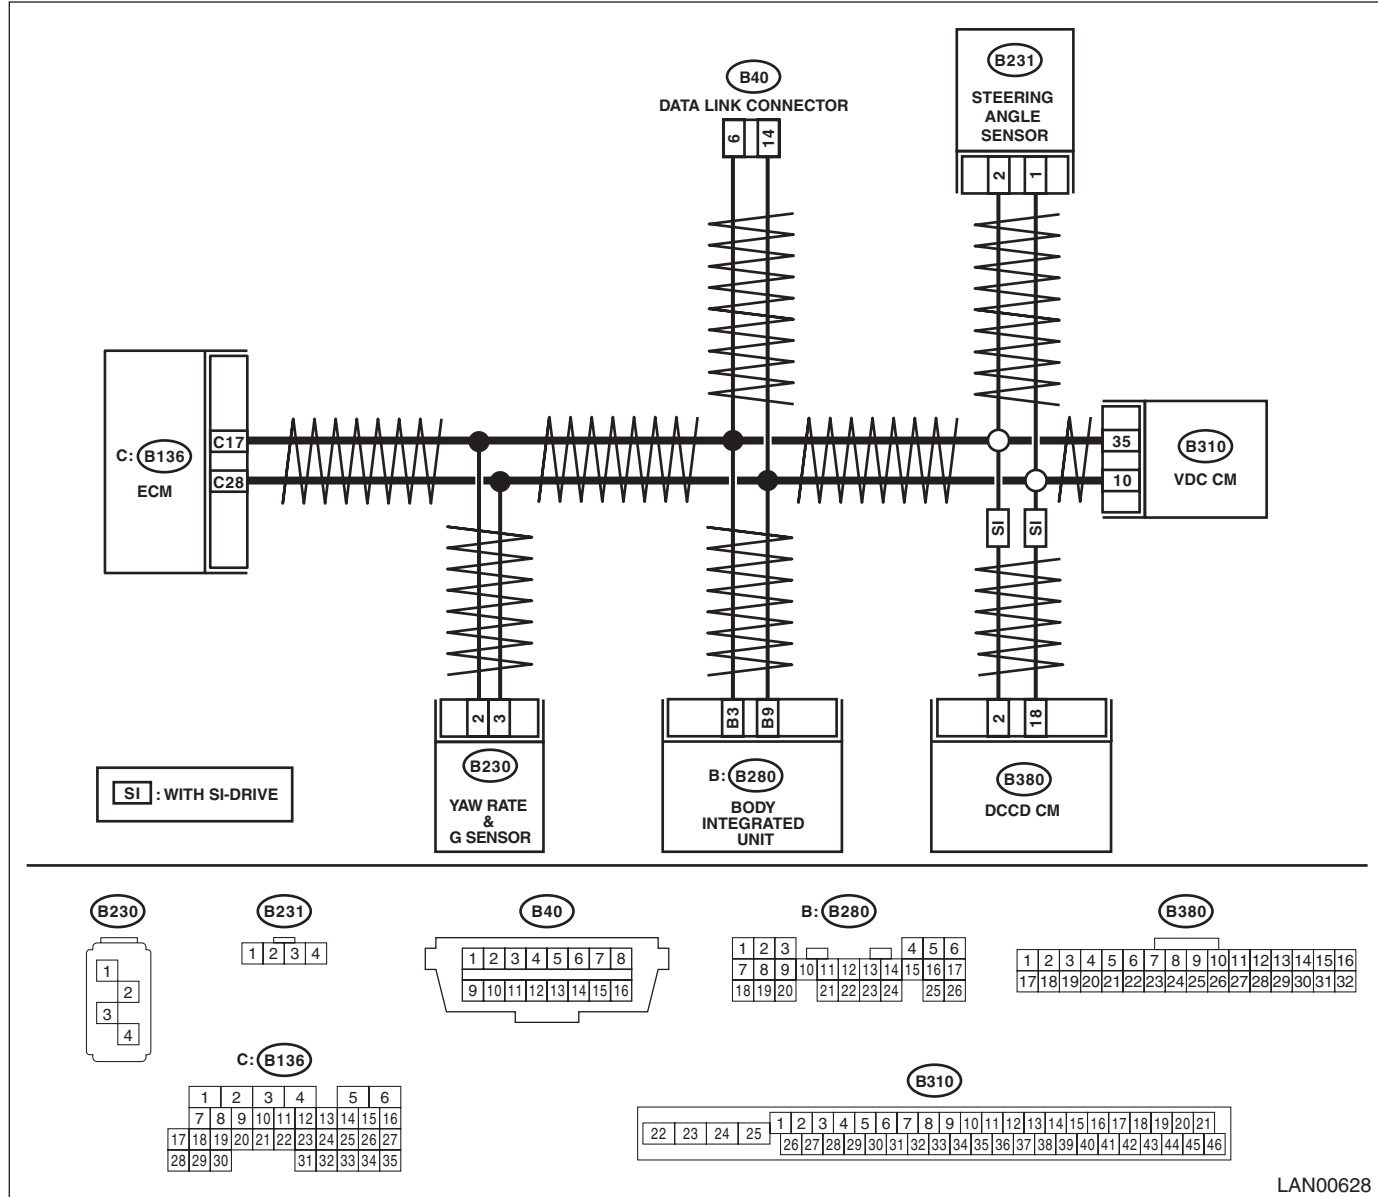 B231
STEERING
ANGLE
SENSOR
2 1
B40
DATA LINK CONNECTOR
6 14
C: B136
ECM
C17
C28
35
10
B310
VDC CM
SI SI
2 3
B230
YAW RATE
&
G SENSOR
B3 B9
B: B280
BODY
INTEGRATED
UNIT
2 18
B380
DCCD CM
SI : WITH SI-DRIVE
B230
1
2
3
4
B231
1 2 3 4
B40
1 2 3 4 5 6 7 8
9 10 11 12 13 14 15 16
B: B280
1 2 3 4 5 6
7 8 9 10 11 12 13 14 15 16 17
18 19 20 21 22 23 24 25 26
B380
1 2 3 4 5 6 7 8 9 10 11 12 13 14 15 16
17 18 19 20 21 22 23 24 25 26 27 28 29 30 31 32
C: B136
1 2 3 4 5 6
7 8 9 10 11 12 13 14 15 16
17 18 19 20 21 22 23 24 25 26 27
28 29 30 31 32 33 34 35
B310
22 23 24 25
1 2 3 4 5 6 7 8 9 10 11 12 13 14 15 16 17 18 19 20 21
26 27 28 29 30 31 32 33 34 35 36 37 38 39 40 41 42 43 44 45 46
LAN00628